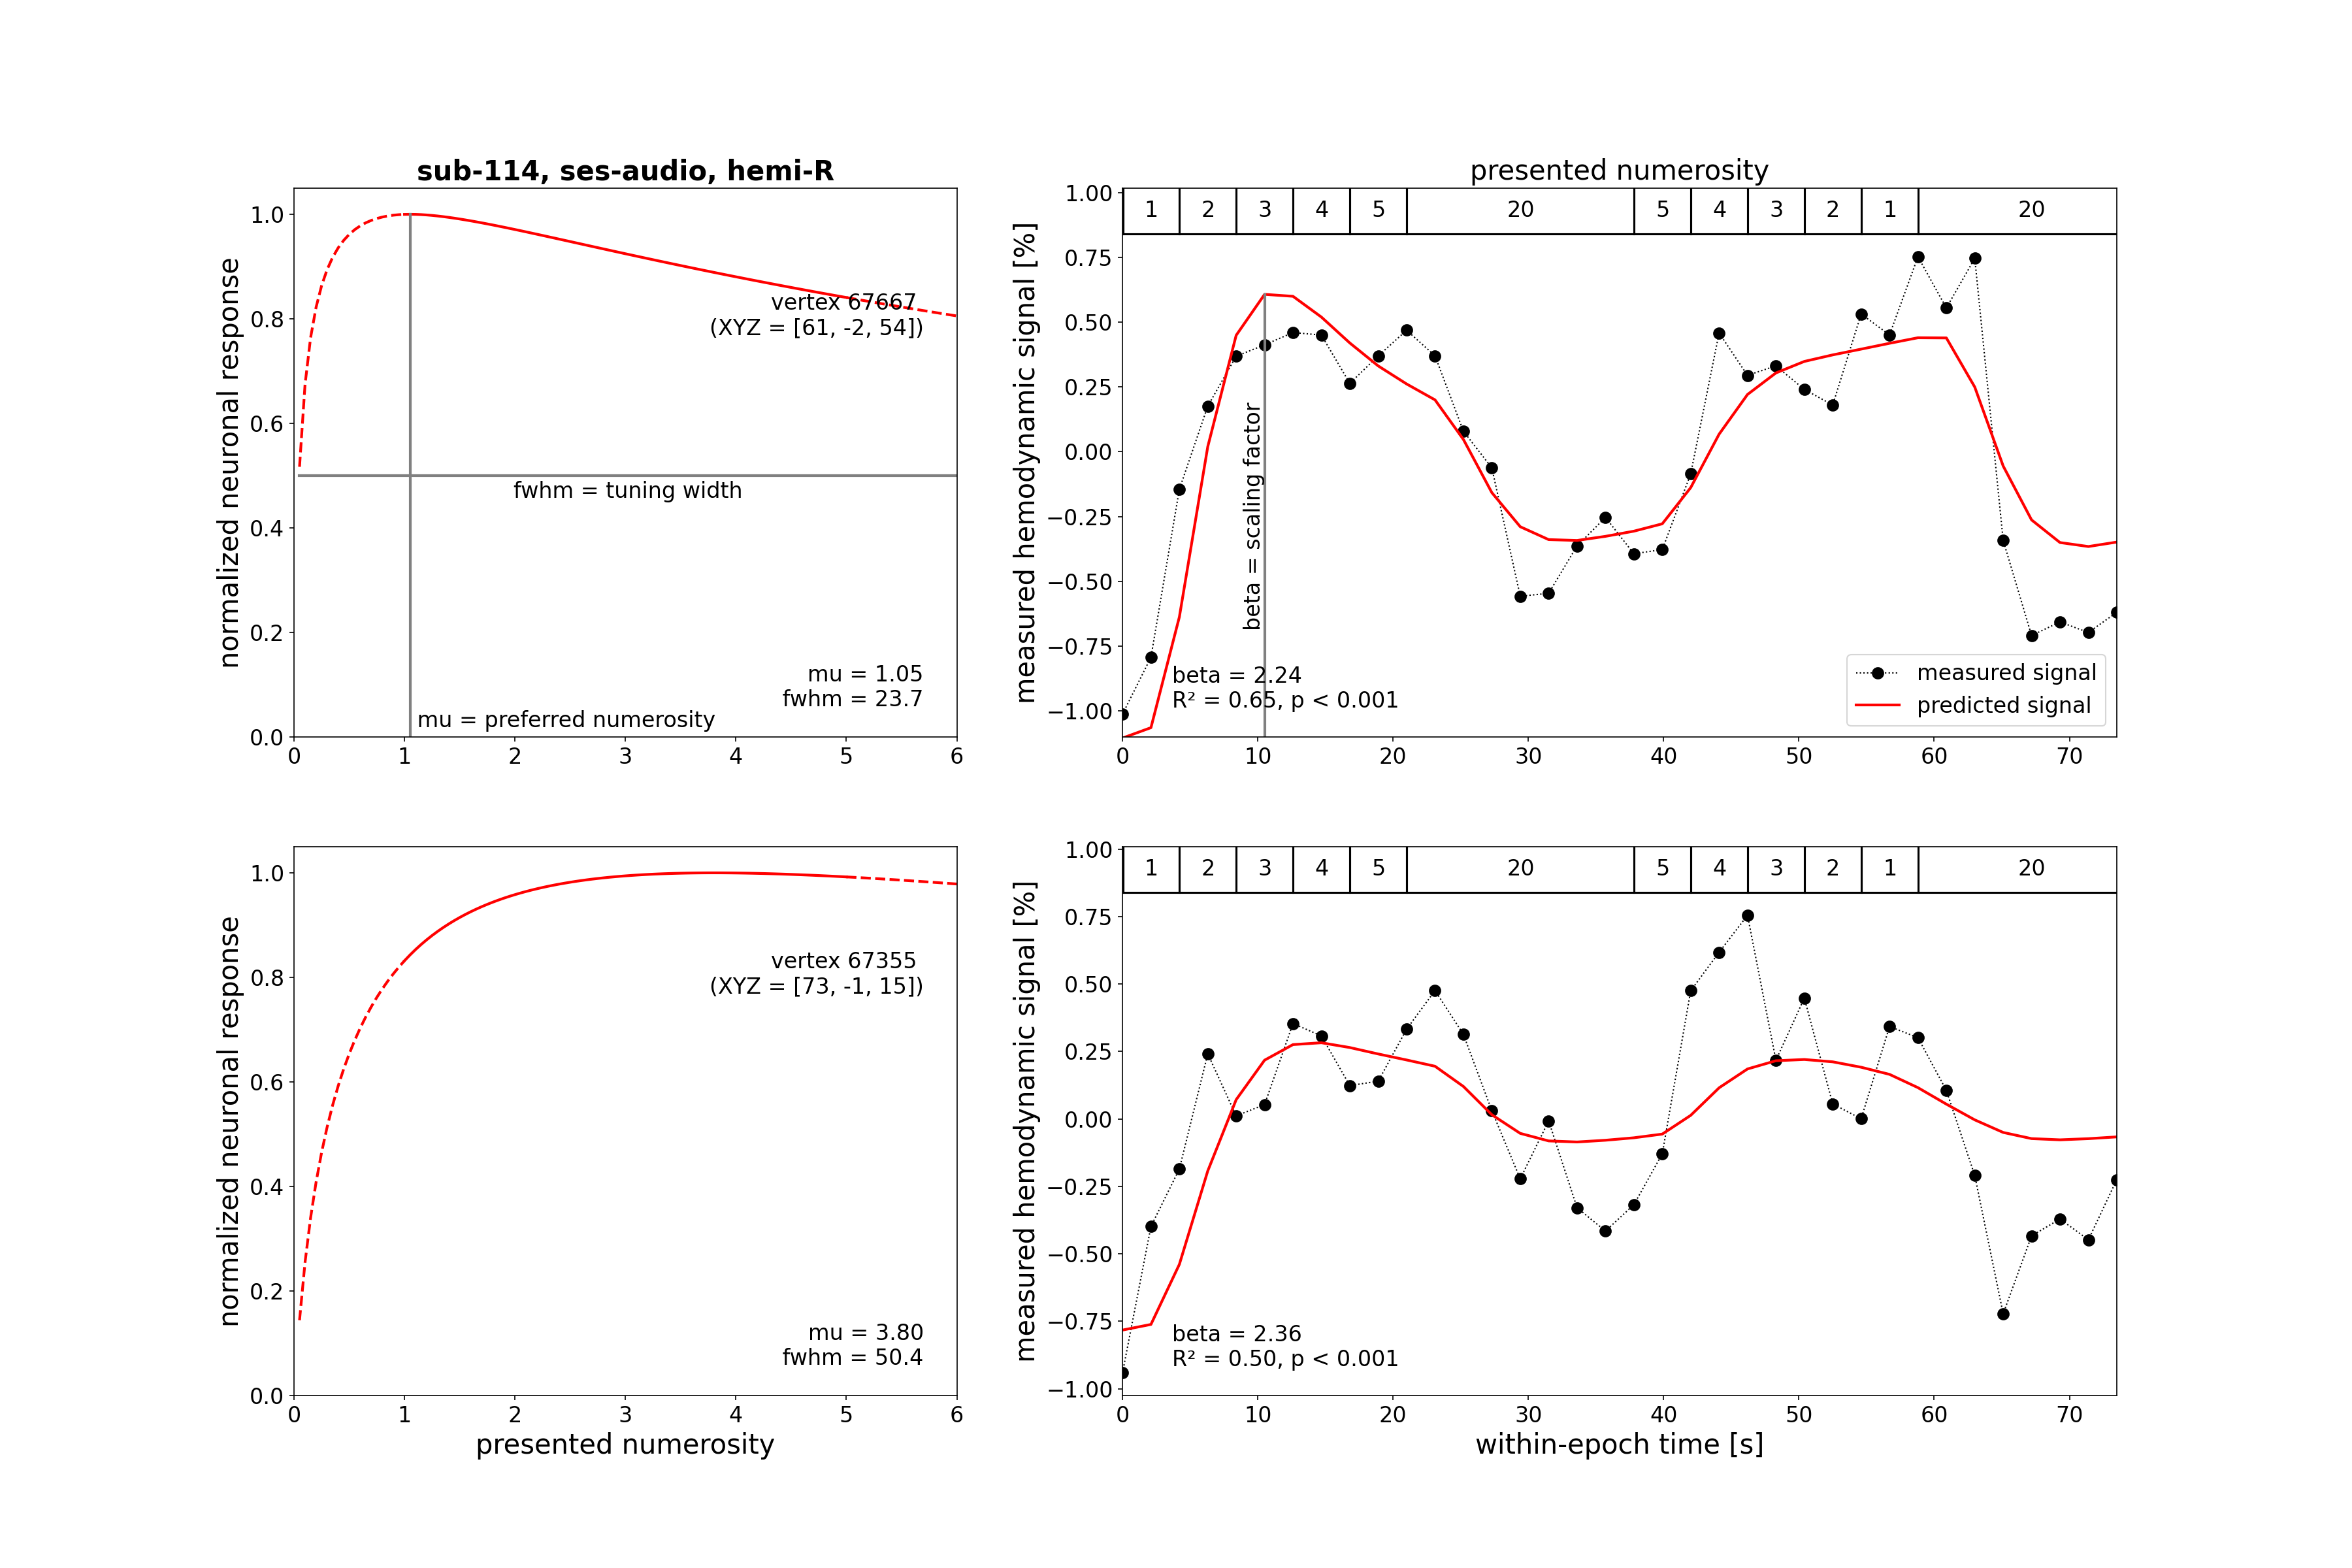 sub-114, ses-audio, hemi-R
normalized neuronal response
1.0
0.8
0.6
0.4
0.2
0.0
vertex 67667
(XYZ = [61, -2, 54])
fwhm = tuning width
mu = 1.05
fwhm = 23.7
mu = preferred numerosity
0 1 2 3 4 5 6
presented numerosity
measured hemodynamic signal [%]
1.00
0.75
0.50
0.25
0.00
−0.25
−0.50
−0.75
−1.00
1 2 3 4 5 20 5 4 3 2 1 20
beta = scaling factor
beta = 2.24
R² = 0.65, p < 0.001
measured signal
predicted signal
0 10 20 30 40 50 60 70
normalized neuronal response
1.0
0.8
0.6
0.4
0.2
0.0
vertex 67355
(XYZ = [73, -1, 15])
mu = 3.80
fwhm = 50.4
0 1 2 3 4 5 6
presented numerosity
measured hemodynamic signal [%]
1.00
0.75
0.50
0.25
0.00
−0.25
−0.50
−0.75
−1.00
1 2 3 4 5 20 5 4 3 2 1 20
beta = 2.36
R² = 0.50, p < 0.001
0 10 20 30 40 50 60 70
within-epoch time [s]